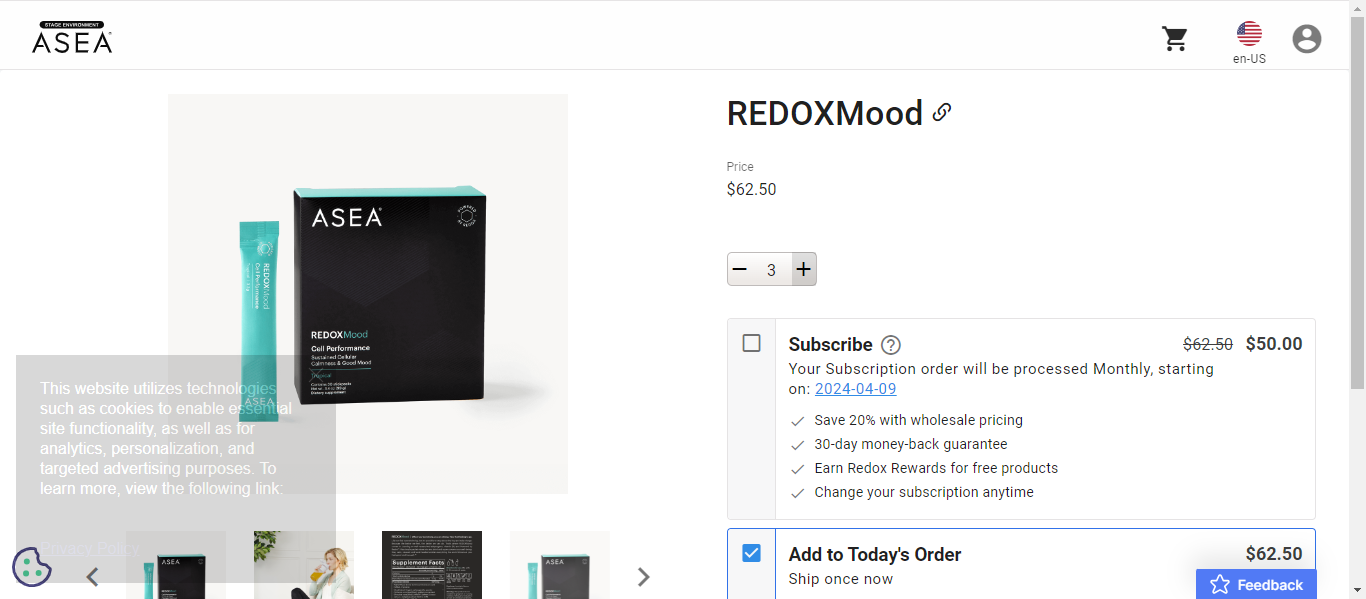 STAGE ENVIRONMENT
ASEA
en-US
REDOXMood
Price
$62.50
3
Subscribe
$62.50 $50.00
Your Subscription order will be processed Monthly, starting
on: 2024-04-09
Save 20% with wholesale pricing
30-day money-back guarantee
Earn Redox Rewards for free products
Change your subscription anytime
Add to Today's Order
$62.50
Ship once now
Feedback
ASEA
REDOXMood
Cell Performance
Sustained Cellular
Calmness & Good Mood
REDOXMood
Cell Performance
ASEA
This website utilizes technologies
such as cookies to enable essential
site functionality, as well as for
analytics, personalization, and
targeted advertising purposes. To
learn more, view the following link:
Privacy Poli
ASEA
Supplement Facts
ASEA